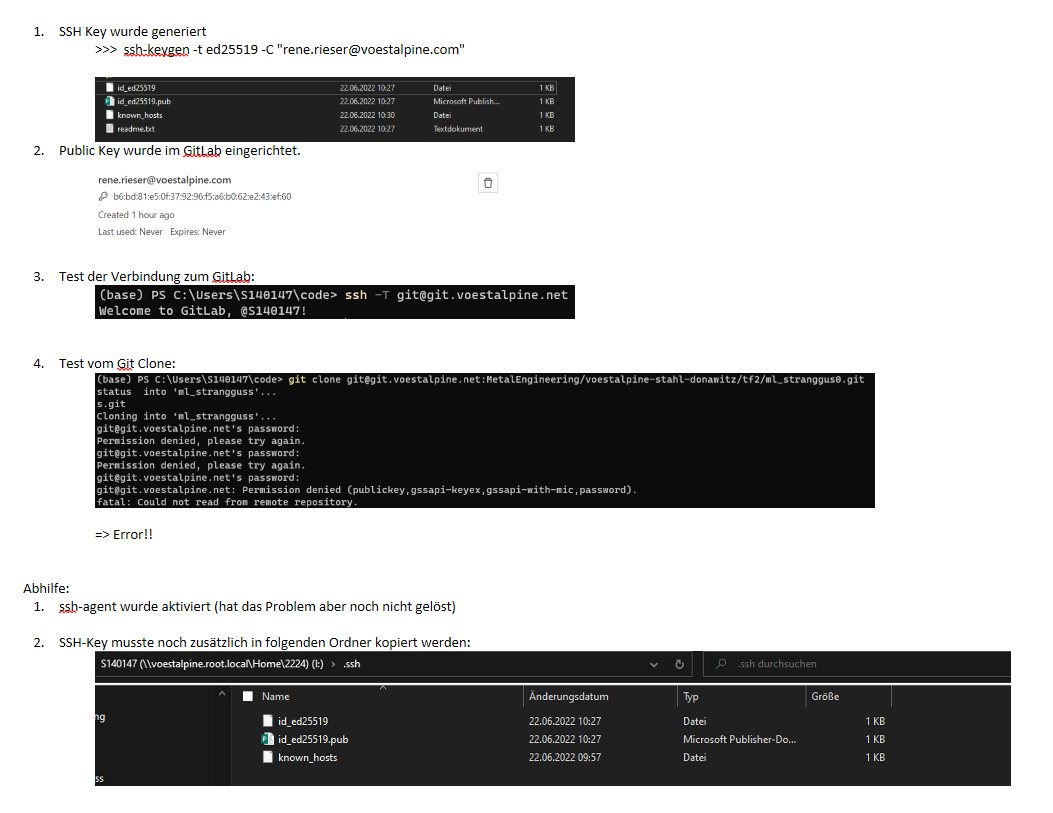 1. SSH Key wurde generiert
>>> ssh-keygen -t ed25519 -C "rene.rieser@voestalpine.com"
id_ed25519 22.06.2022 10:27 Datei 1 KB
id_ed25519.pub 22.06.2022 10:27 Microsoft Publish... 1 KB
known_hosts 22.06.2022 10:30 Datei 1 KB
readme.txt 22.06.2022 10:27 Textdokument 1 KB
2. Public Key wurde im GitLab eingerichtet.
rene.rieser@voestalpine.com
b6:bd:81:e5:0f:37:92:96:f5:a6:b0:62:e2:43:ef:60
Created 1 hour ago
Last used: Never Expires: Never
3. Test der Verbindung zum GitLab:
(base) PS C:\Users\S140147\code> ssh -T git@git.voestalpine.net
Welcome to GitLab, @S140147!
4. Test vom Git Clone:
(base) PS C:\Users\S140147\code> git clone git@git.voestalpine.net:MetalEngineering/voestalpine-stahl-donawitz/tf2/ml_stranggus0.git
status into 'ml_strangguss'...
s.git
Cloning into 'ml_strangguss'...
git@git.voestalpine.net's password:
Permission denied, please try again.
git@git.voestalpine.net's password:
Permission denied, please try again.
git@git.voestalpine.net's password:
git@git.voestalpine.net: Permission denied (publickey,gssapi-keyex,gssapi-with-mic,password).
fatal: Could not read from remote repository.
=> Error!!
Abhilfe:
1. ssh-agent wurde aktiviert (hat das Problem aber noch nicht gelöst)
2. SSH-Key musste noch zusätzlich in folgenden Ordner kopiert werden:
S140147 (\\voestalpine.root.local\Home\2224) (I:) > .ssh .ssh durchsuchen
Name Änderungsdatum Typ Größe
ng
id_ed25519 22.06.2022 10:27 Datei 1 KB
id_ed25519.pub 22.06.2022 10:27 Microsoft Publisher-Do... 1 KB
known_hosts 22.06.2022 09:57 Datei 1 KB
ss